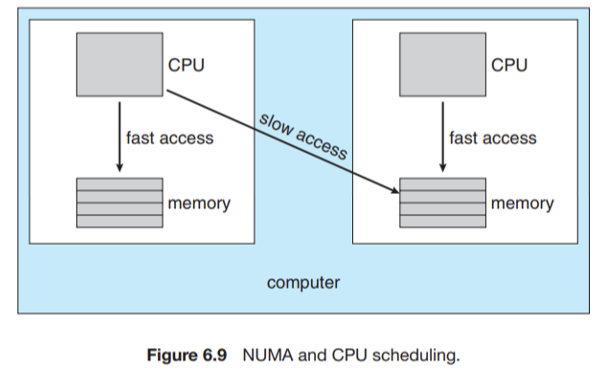 CPU
CPU
fast access
slow access
fast access
memory
memory
computer
Figure 6.9 NUMA and CPU scheduling.